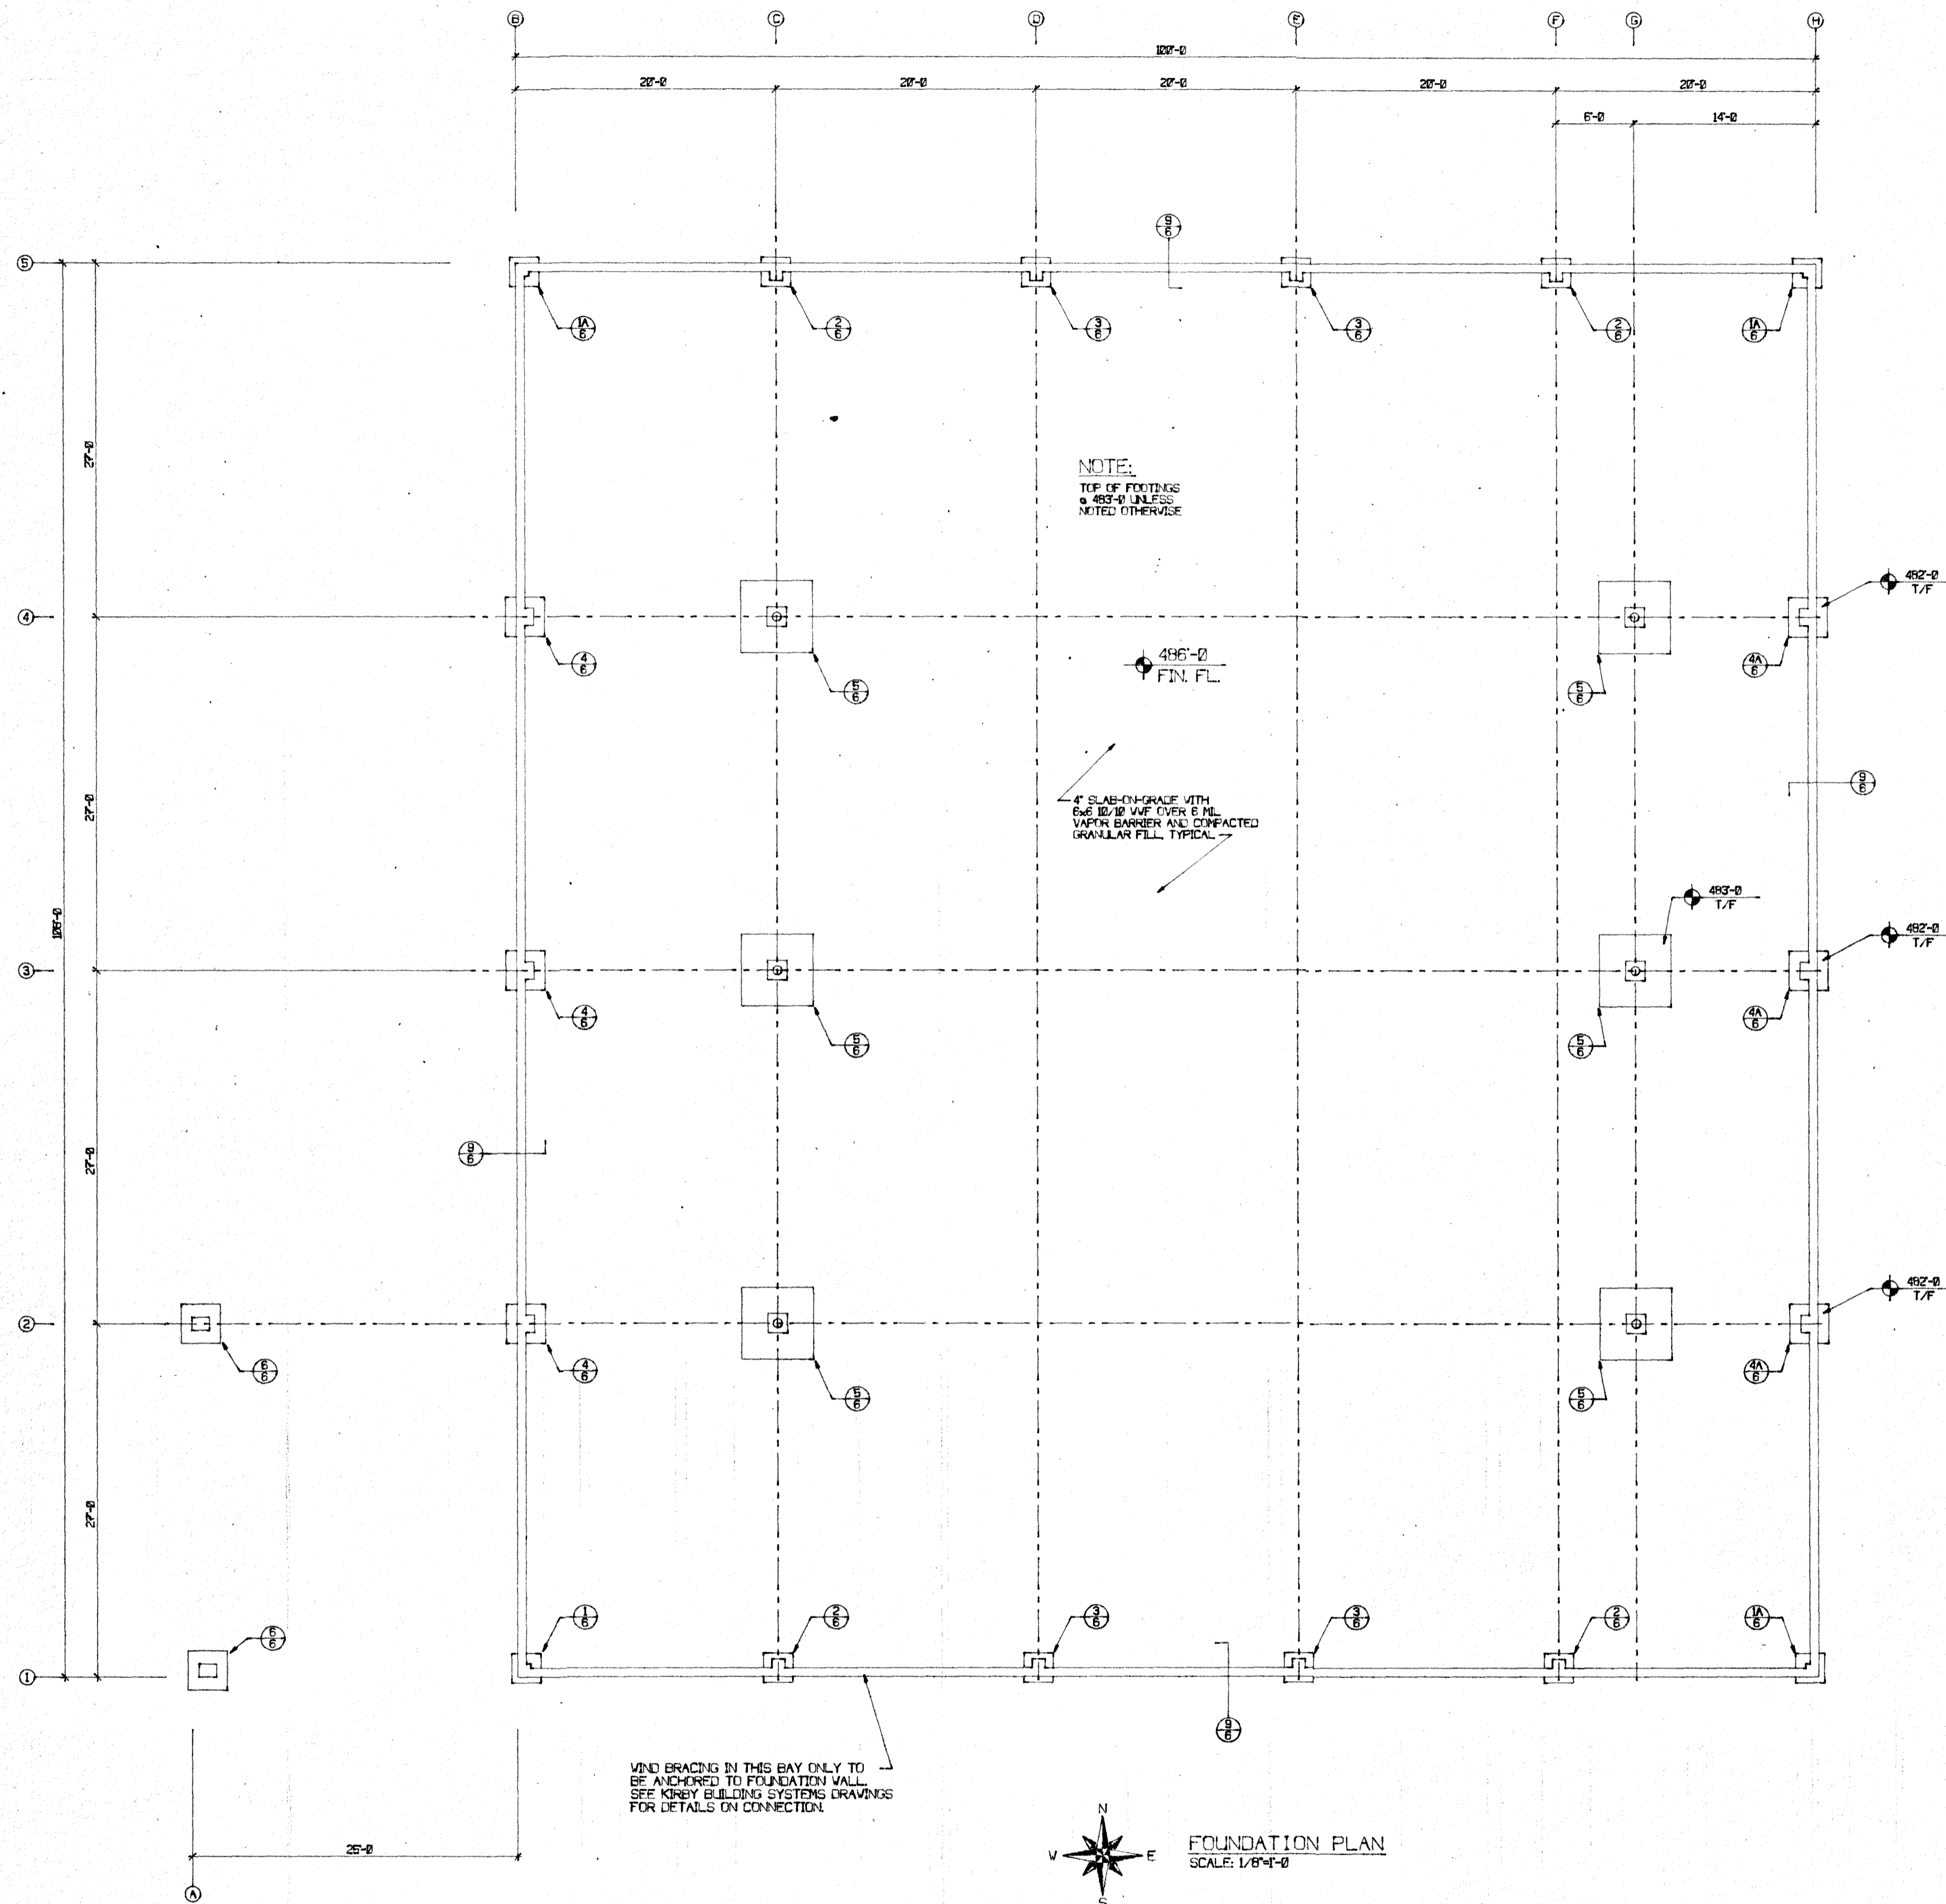 B C D E F G H
100'-0
20'-0 20'-0 20'-0 20'-0 20'-0
6'-0 14'-0
9
6
5
1A
6
2
6
3
6
3
6
2
6
1A
6
27'-0
NOTE:
TOP OF FOOTINGS
@ 483'-0 UNLESS
NOTED OTHERWISE
482'-0
T/F
4
4
6
486'-0
FIN. FL.
4A
6
5
6
5
6
27'-0
4" SLAB-ON-GRADE WITH
6x6 10/10 WWF OVER 6 MIL
VAPOR BARRIER AND COMPACTED
GRANULAR FILL, TYPICAL
9
6
108'-0
483'-0
T/F
482'-0
T/F
3
4
6
4A
6
5
6
5
6
27'-0
9
6
482'-0
T/F
2
6
6
4
6
4A
6
5
6
5
6
27'-0
1
6
2
6
3
6
3
6
2
6
1A
6
6
6
1
9
6
WIND BRACING IN THIS BAY ONLY TO
BE ANCHORED TO FOUNDATION WALL.
SEE KIRBY BUILDING SYSTEMS DRAWINGS
FOR DETAILS ON CONNECTION.
25'-0
A
N
W E
S
FOUNDATION PLAN
SCALE: 1/8"=1'-0